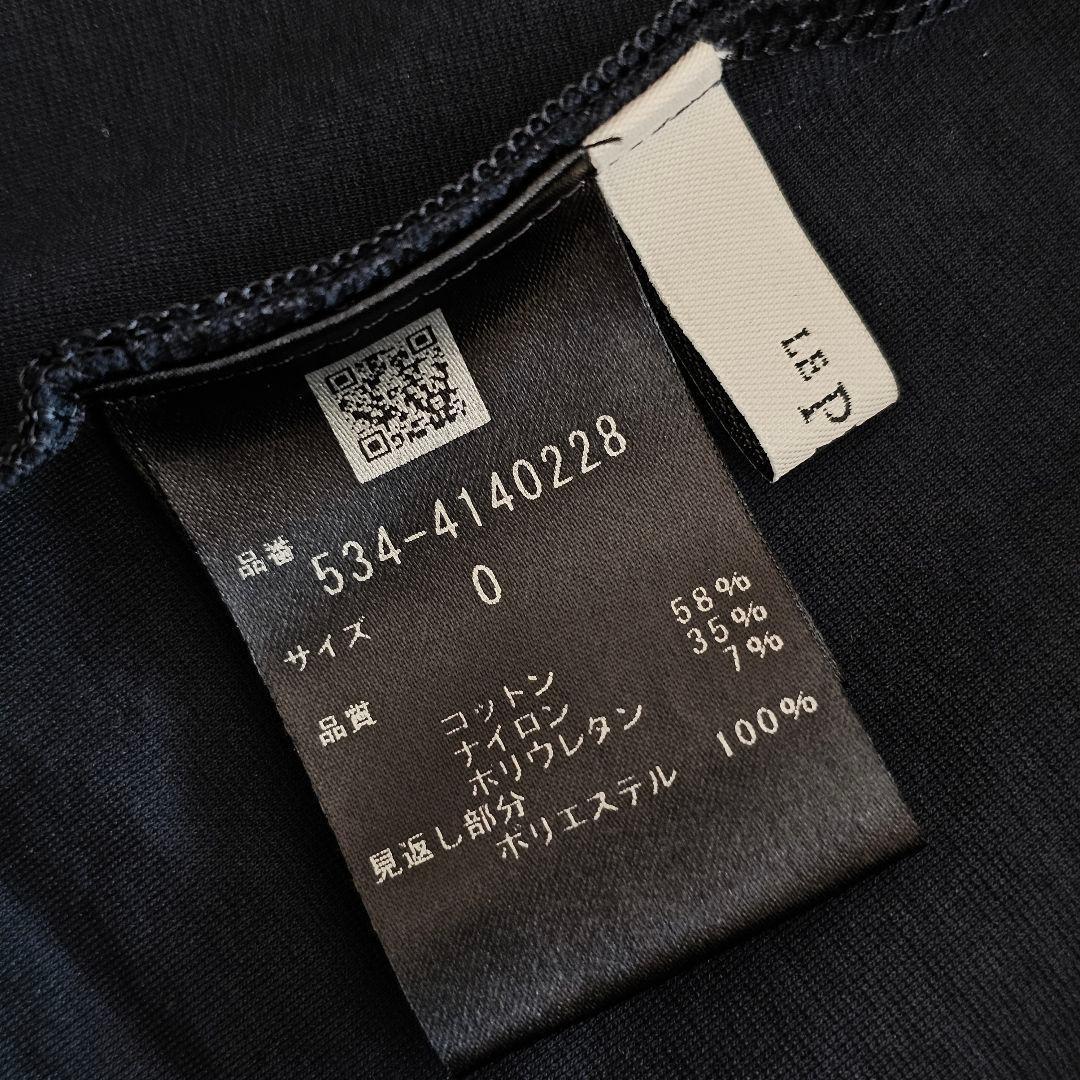 品番 534-4140228
サイズ 0
品質 コットン 58%
ナイロン 35%
ポリウレタン 7%
見返し部分
ポリエステル 100%
LE P